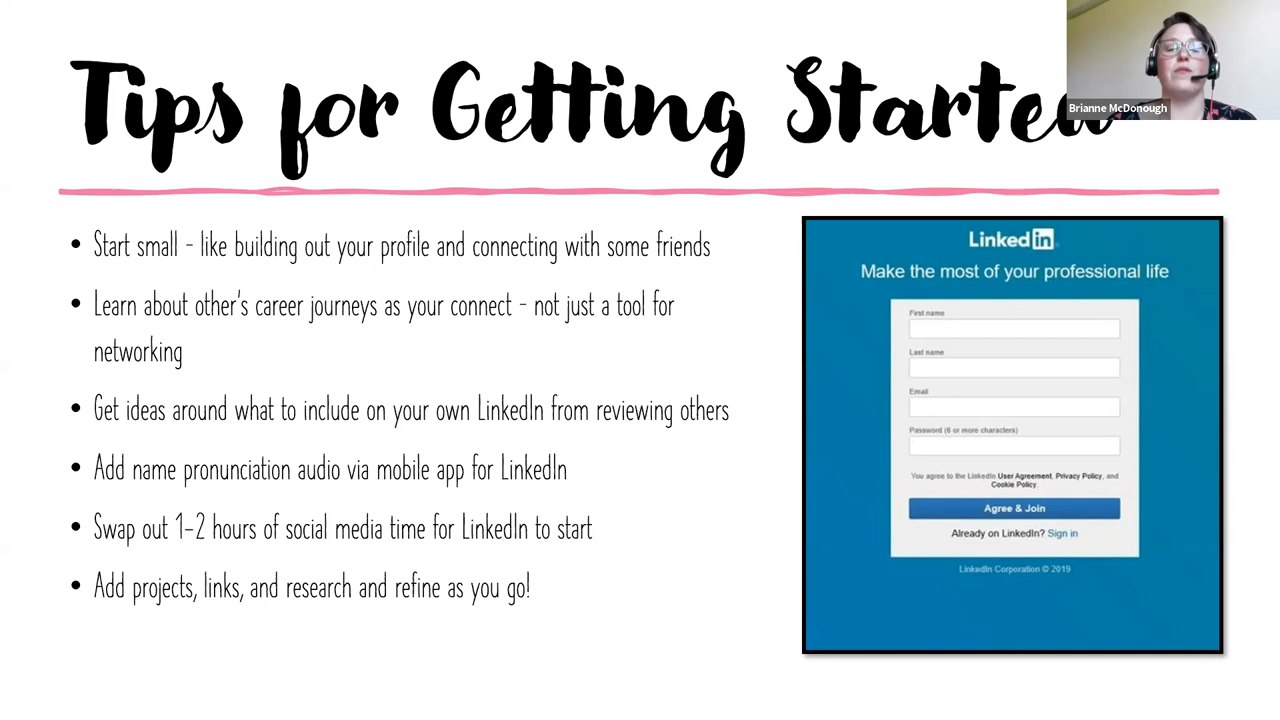 Tips for Getting Started
Brianne McDonough
• Start small - like building out your profile and connecting with some friends
• Learn about other's career journeys as your connect - not just a tool for
networking
• Get ideas around what to include on your own LinkedIn from reviewing others
• Add name pronunciation audio via mobile app for LinkedIn
• Swap out 1-2 hours of social media time for LinkedIn to start
• Add projects, links, and research and refine as you go!
Linked in
Make the most of your professional life
First name
Last name
Email
Password (6 or more characters)
You agree to the LinkedIn User Agreement, Privacy Policy, and
Cookie Policy.
Agree & Join
Already on LinkedIn? Sign in
LinkedIn Corporation © 2019